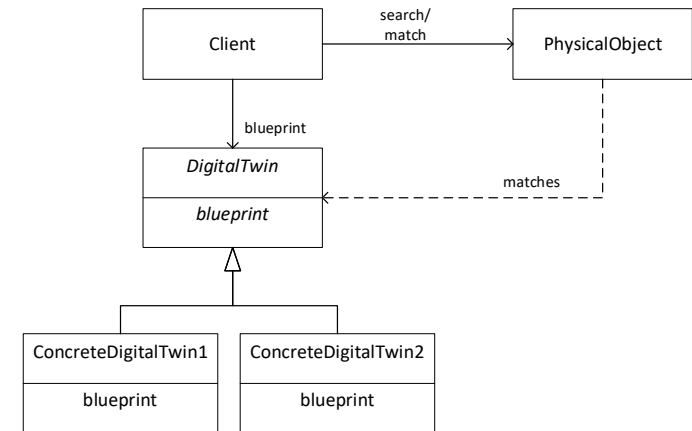 search/
match
Client
PhysicalObject
blueprint
DigitalTwin
matches
blueprint
ConcreteDigitalTwin1
ConcreteDigitalTwin2
blueprint
blueprint